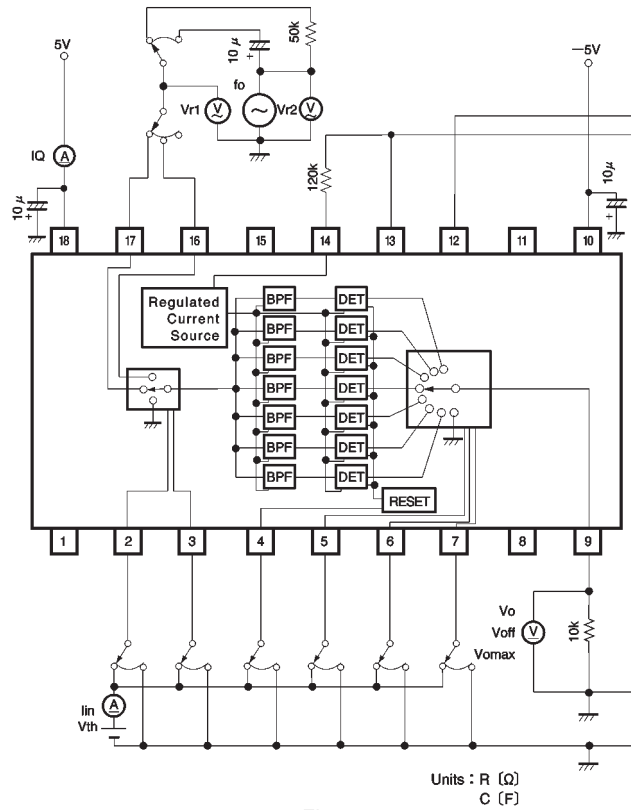 5V
10 μ
+
50k
fo
Vr1
V
~
~
Vr2
V
~
−5V
IQ
A
10 μ
+
120k
10μ
+
18
17
16
15
14
13
12
11
10
Regulated
Current
Source
BPF
DET
BPF
DET
BPF
DET
BPF
DET
BPF
DET
BPF
DET
BPF
DET
RESET
1
2
3
4
5
6
7
8
9
Vo
Voff
Vomax
V
10k
Iin
A
Vth
Units : R (Ω)
C (F)